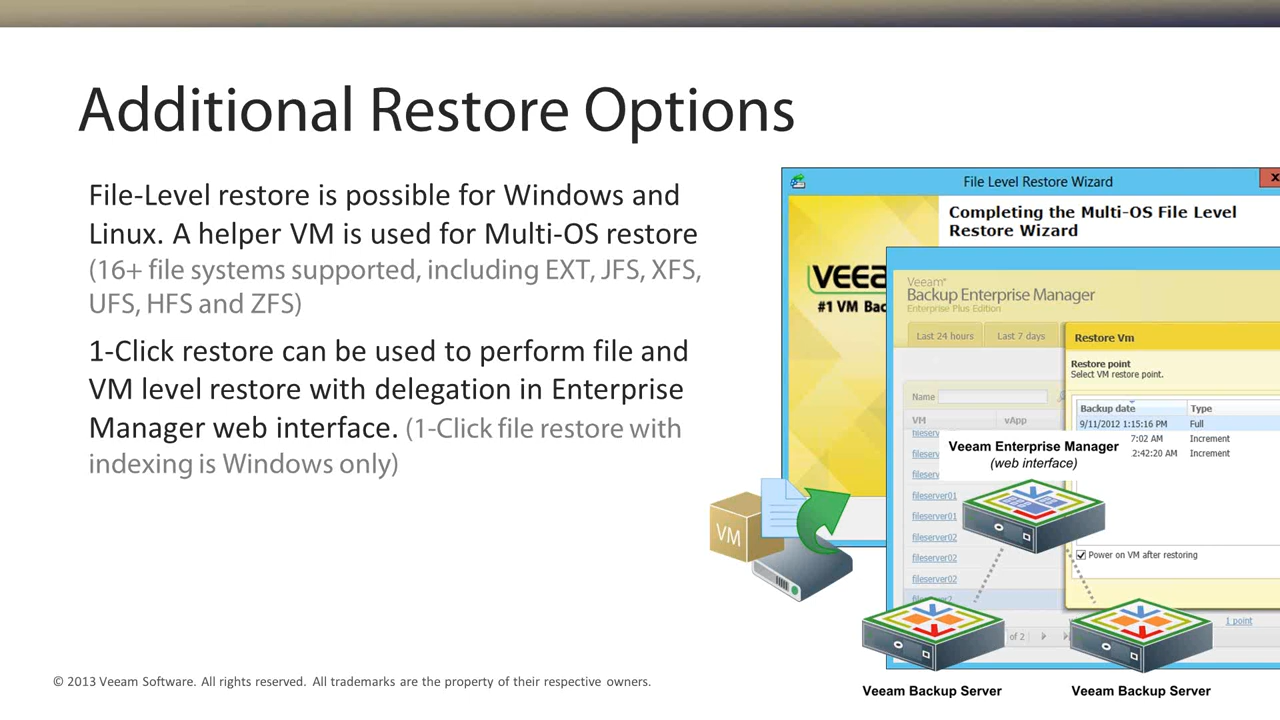 Additional Restore Options
File-Level restore is possible for Windows and
Linux. A helper VM is used for Multi-OS restore
(16+ file systems supported, including EXT, JFS, XFS,
UFS, HFS and ZFS)
1-Click restore can be used to perform file and
VM level restore with delegation in Enterprise
Manager web interface. (1-Click file restore with
indexing is Windows only)
File Level Restore Wizard
x
Completing the Multi-OS File Level
Restore Wizard
#1 VM
Veeam®
Backup Enterprise Manager
Enterprise Plus Edition
Last 24 hours
Last 7 days
Name
VM
vApp
fileserver01
fileserver01
fileserver02
fileserver02
fileserver02
of 2
1 point
Restore Vm
Restore point
Select VM restore point.
Backup date
Type
9/11/2012 1:15:16 PM
Full
7:02 AM
Increment
2:42:20 AM
Increment
Power on VM after restoring
Veeam Enterprise Manager
(web interface)
VM
Veeam Backup Server
Veeam Backup Server
© 2013 Veeam Software. All rights reserved. All trademarks are the property of their respective owners.